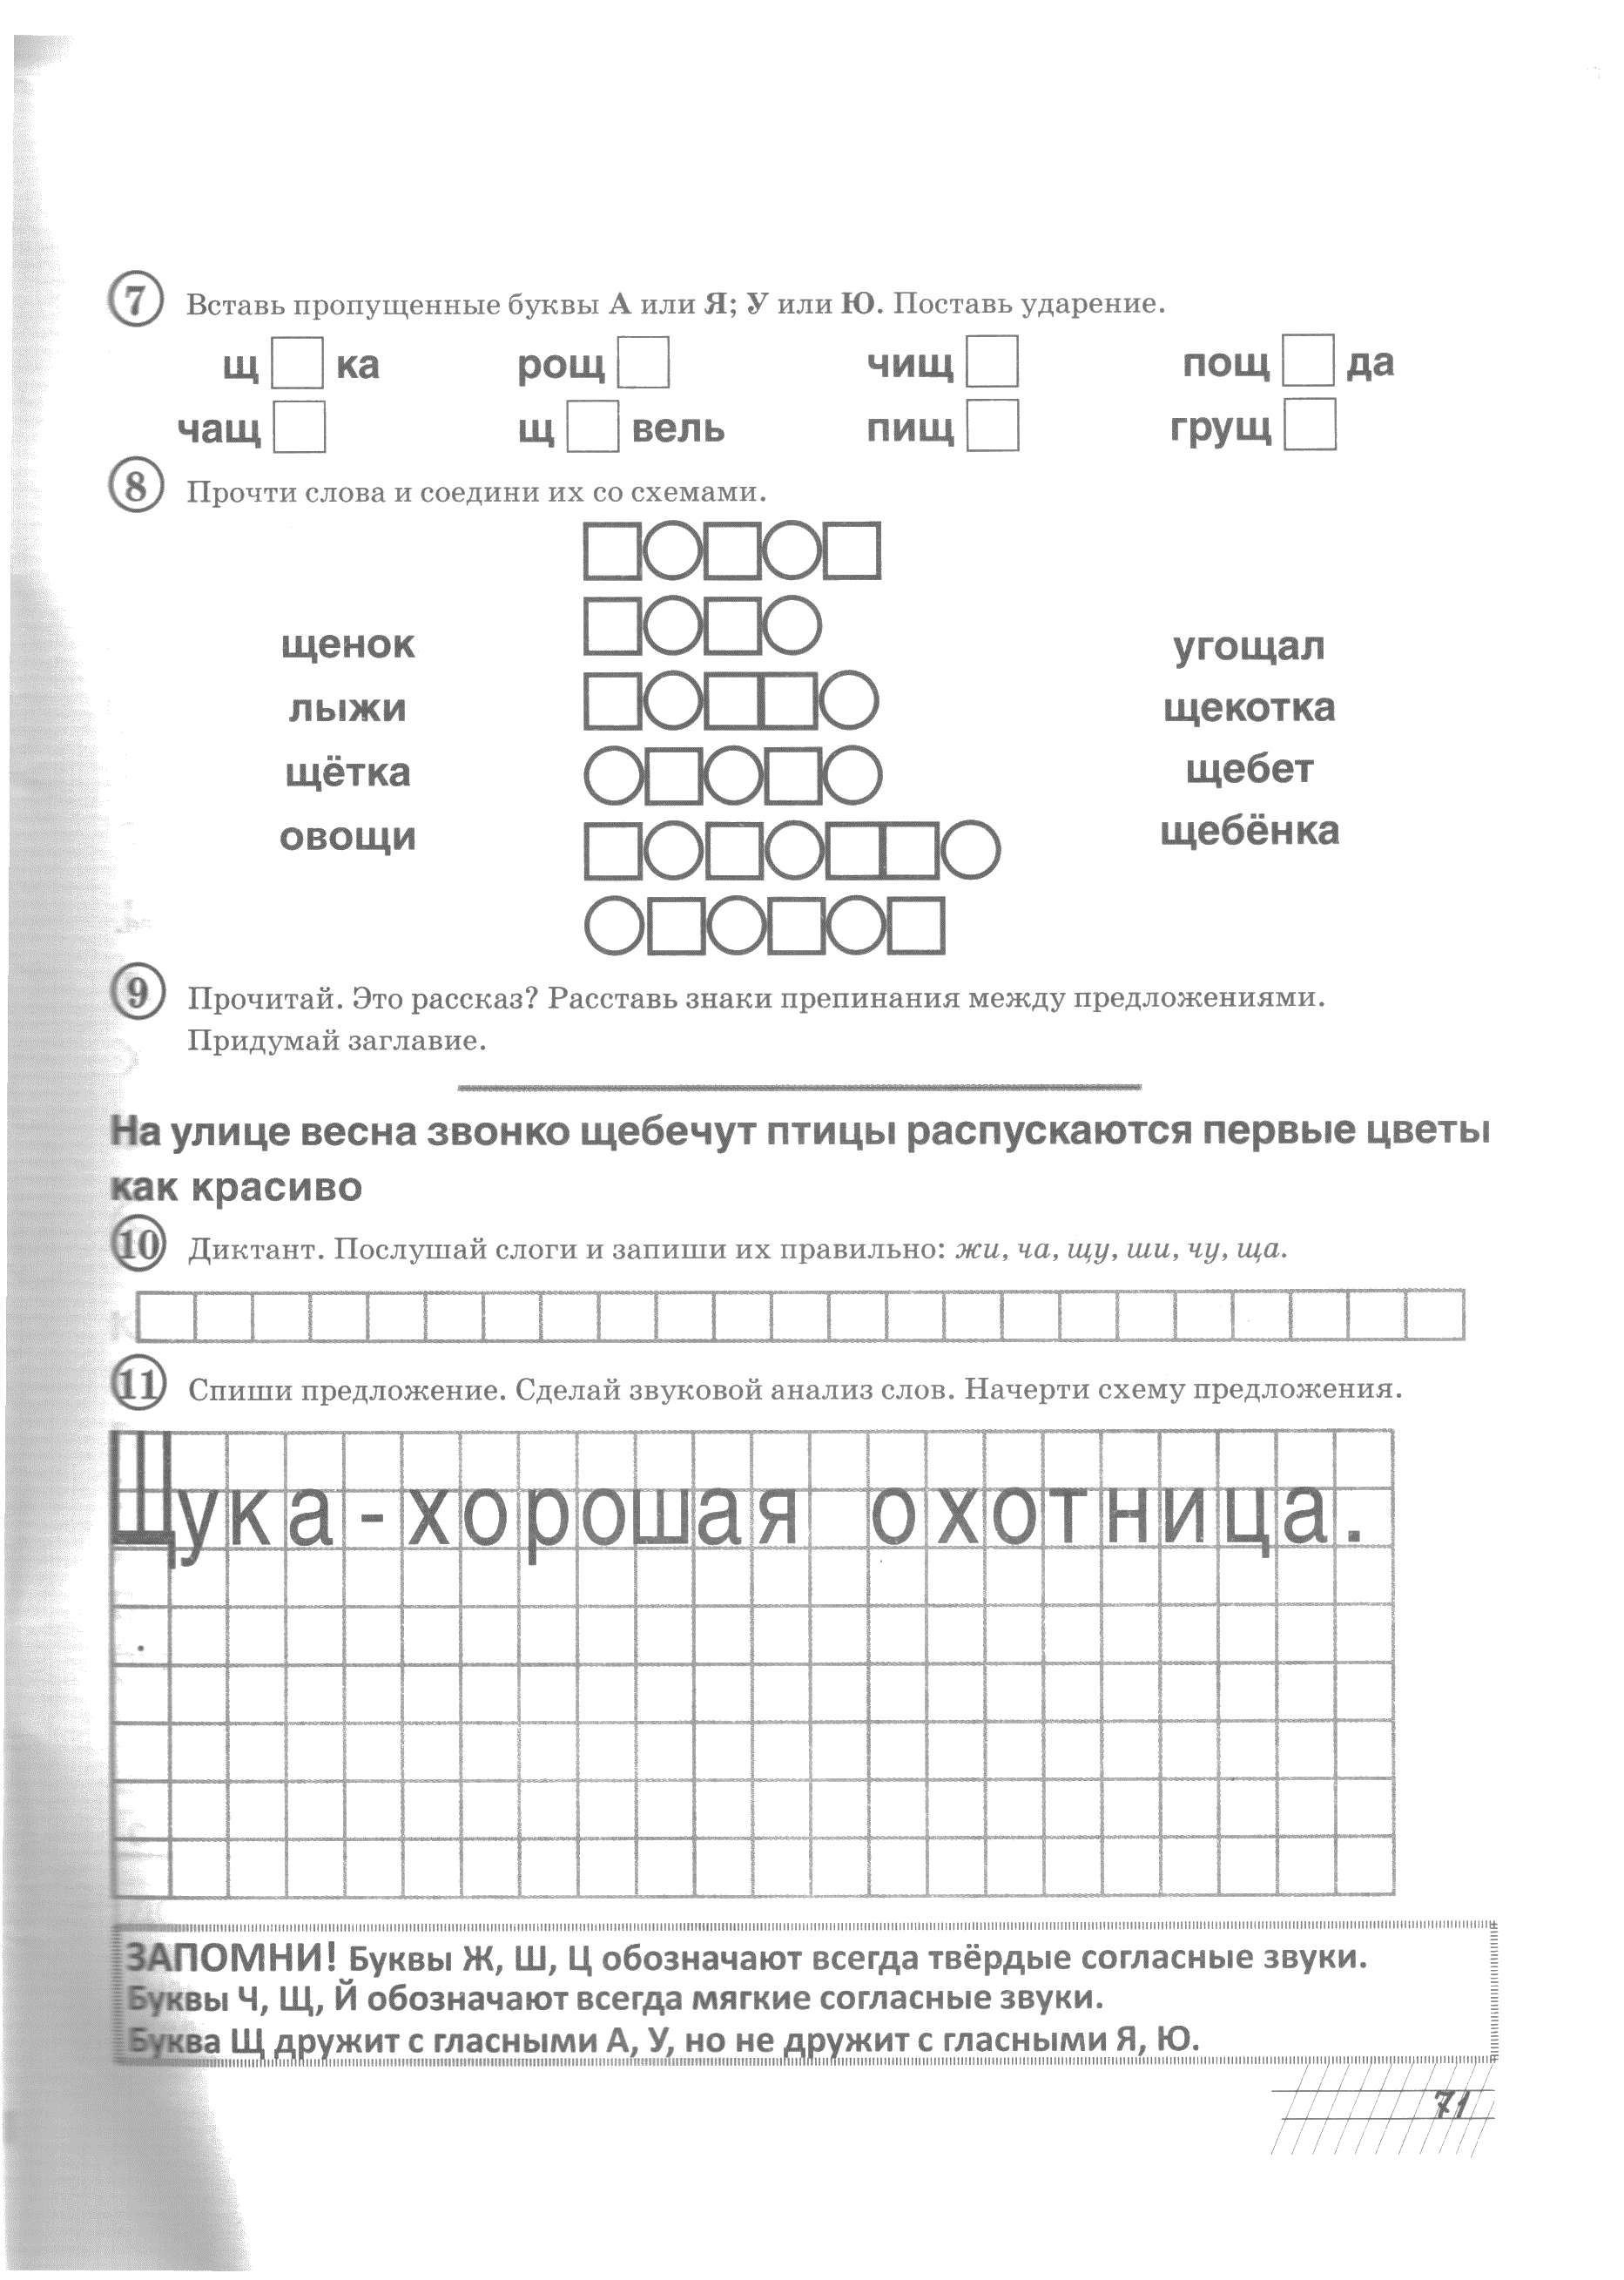 7 Вставь пропущенные буквы А или Я; У или Ю. Поставь ударение.
щ ка рощ чищ пощ да
чащ щ вель пищ грущ
8 Прочти слова и соедини их со схемами.
щенок угощал
лыжи щекотка
щётка щебет
овощи щебёнка
9 Прочитай. Это рассказ? Расставь знаки препинания между предложениями.
Придумай заглавие.
На улице весна звонко щебечут птицы распускаются первые цветы
как красиво
10 Диктант. Послушай слоги и запиши их правильно: жи, ча, щу, ши, чу, ща.
11 Спиши предложение. Сделай звуковой анализ слов. Начерти схему предложения.
Щука - хорошая охотница.
ЗАПОМНИ! Буквы Ж, Ш, Ц обозначают всегда твёрдые согласные звуки.
Буквы Ч, Щ, Й обозначают всегда мягкие согласные звуки.
Буква Щ дружит с гласными А, У, но не дружит с гласными Я, Ю.
71